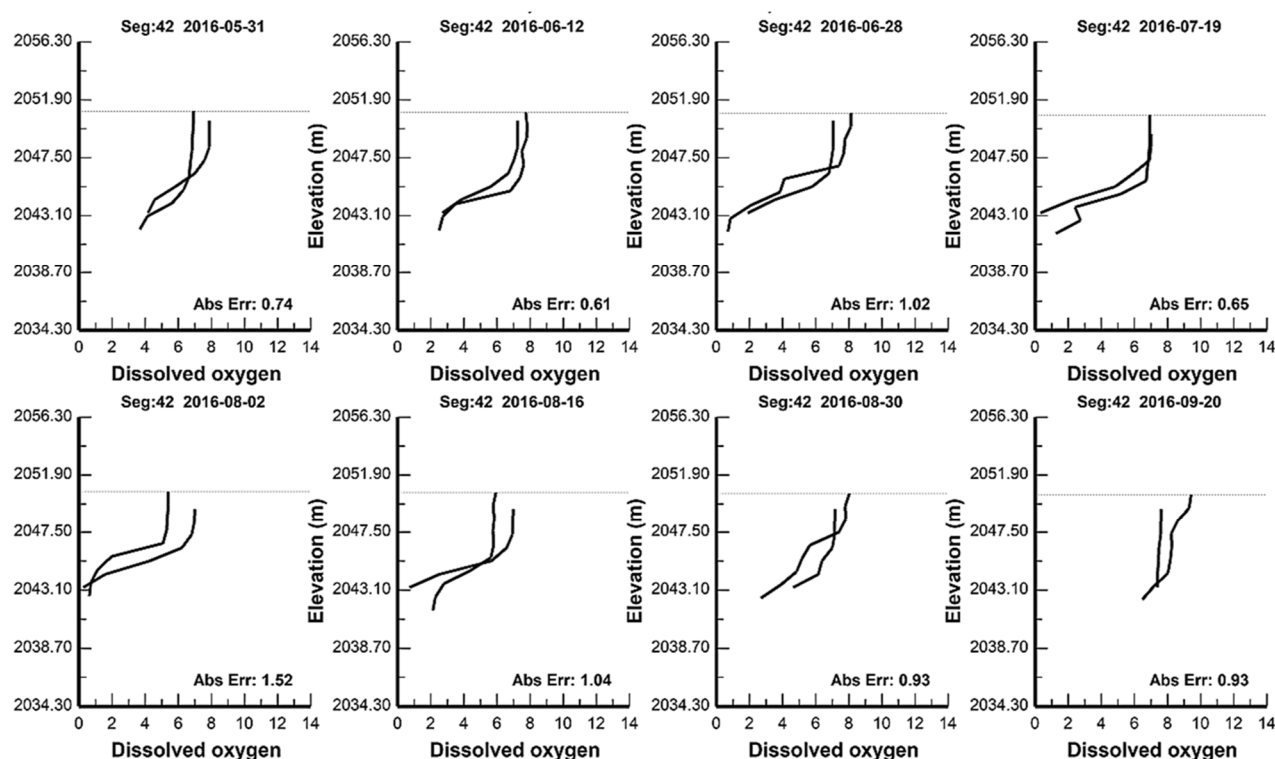 Seg:42 2016-05-31
2056.30
2051.90
2047.50
2043.10
2038.70
2034.30
Abs Err: 0.74
0 2 4 6 8 10 12 14
Dissolved oxygen
Seg:42 2016-06-12
Elevation (m)
2056.30
2051.90
2047.50
2043.10
2038.70
2034.30
Abs Err: 0.61
0 2 4 6 8 10 12 14
Dissolved oxygen
Seg:42 2016-06-28
Elevation (m)
2056.30
2051.90
2047.50
2043.10
2038.70
2034.30
Abs Err: 1.02
0 2 4 6 8 10 12 14
Dissolved oxygen
Seg:42 2016-07-19
Elevation (m)
2056.30
2051.90
2047.50
2043.10
2038.70
2034.30
Abs Err: 0.65
0 2 4 6 8 10 12 14
Dissolved oxygen
Seg:42 2016-08-02
2056.30
2051.90
2047.50
2043.10
2038.70
2034.30
Abs Err: 1.52
0 2 4 6 8 10 12 14
Dissolved oxygen
Seg:42 2016-08-16
Elevation (m)
2056.30
2051.90
2047.50
2043.10
2038.70
2034.30
Abs Err: 1.04
0 2 4 6 8 10 12 14
Dissolved oxygen
Seg:42 2016-08-30
Elevation (m)
2056.30
2051.90
2047.50
2043.10
2038.70
2034.30
Abs Err: 0.93
0 2 4 6 8 10 12 14
Dissolved oxygen
Seg:42 2016-09-20
Elevation (m)
2056.30
2051.90
2047.50
2043.10
2038.70
2034.30
Abs Err: 0.93
0 2 4 6 8 10 12 14
Dissolved oxygen